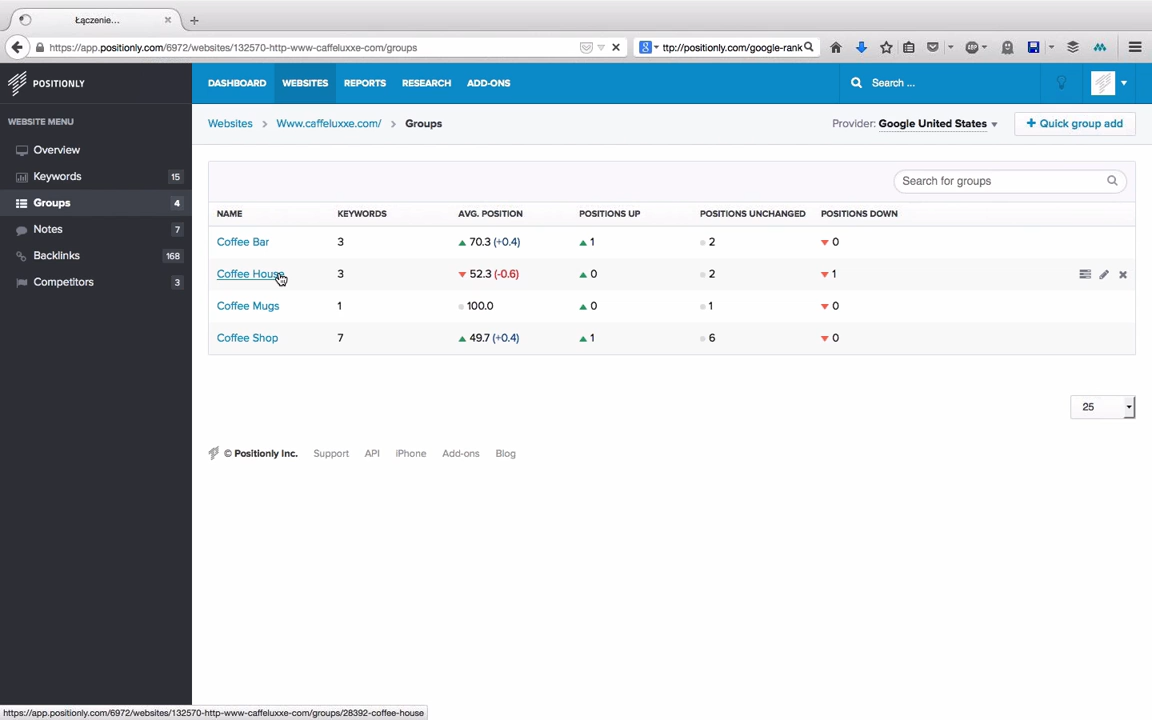 Łączenie...
https://app.positionly.com/6972/websites/132570-http-www-caffeluxxe-com/groups
ttp://positionly.com/google-rank
POSITIONLY
DASHBOARD WEBSITES REPORTS RESEARCH ADD-ONS
Search ...
WEBSITE MENU
Overview
Keywords 15
Groups 4
Notes 7
Backlinks 168
Competitors 3
Websites > Www.caffeluxxe.com/ > Groups
Provider: Google United States
+ Quick group add
Search for groups
NAME KEYWORDS AVG. POSITION POSITIONS UP POSITIONS UNCHANGED POSITIONS DOWN
Coffee Bar 3 70.3 (+0.4) 1 2 0
Coffee House 3 52.3 (-0.6) 0 2 1
Coffee Mugs 1 100.0 0 1 0
Coffee Shop 7 49.7 (+0.4) 1 6 0
25
© Positionly Inc. Support API iPhone Add-ons Blog
https://app.positionly.com/6972/websites/132570-http-www-caffeluxxe-com/groups/28392-coffee-house